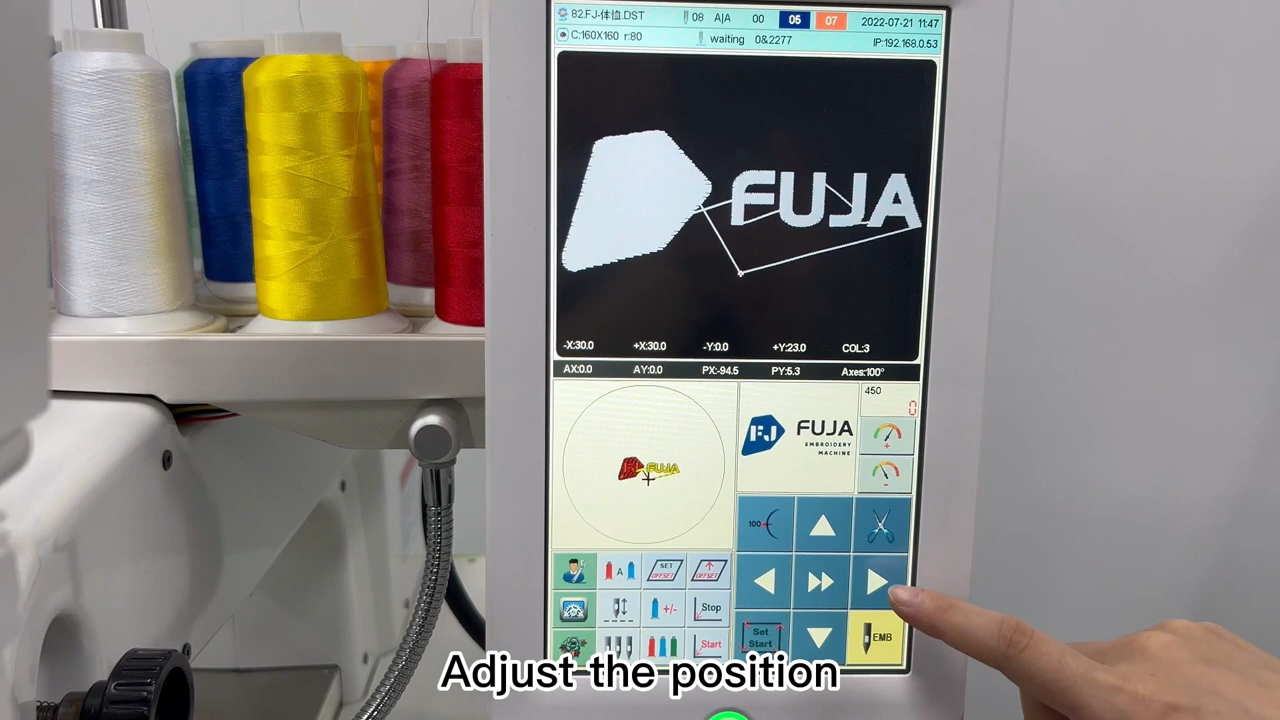 82.FJ-体恤.DST 08 A|A 00 05 07 2022-07-21 11:47
C:160X160 r:80 waiting 0&2277 IP:192.168.0.53
FUJA
-X:30.0 +X:30.0 -Y:0.0 +Y:23.0 COL:3
AX:0.0 AY:0.0 PX:-94.5 PY:5.3 Axes:100°
450
0
FUJA
FJ
FUJA
EMBROIDERY
MACHINE
+
-
100
A
SET
OFFSET
OFFSET
+/-
Stop
Start
Set
Start
EMB
Adjust the position